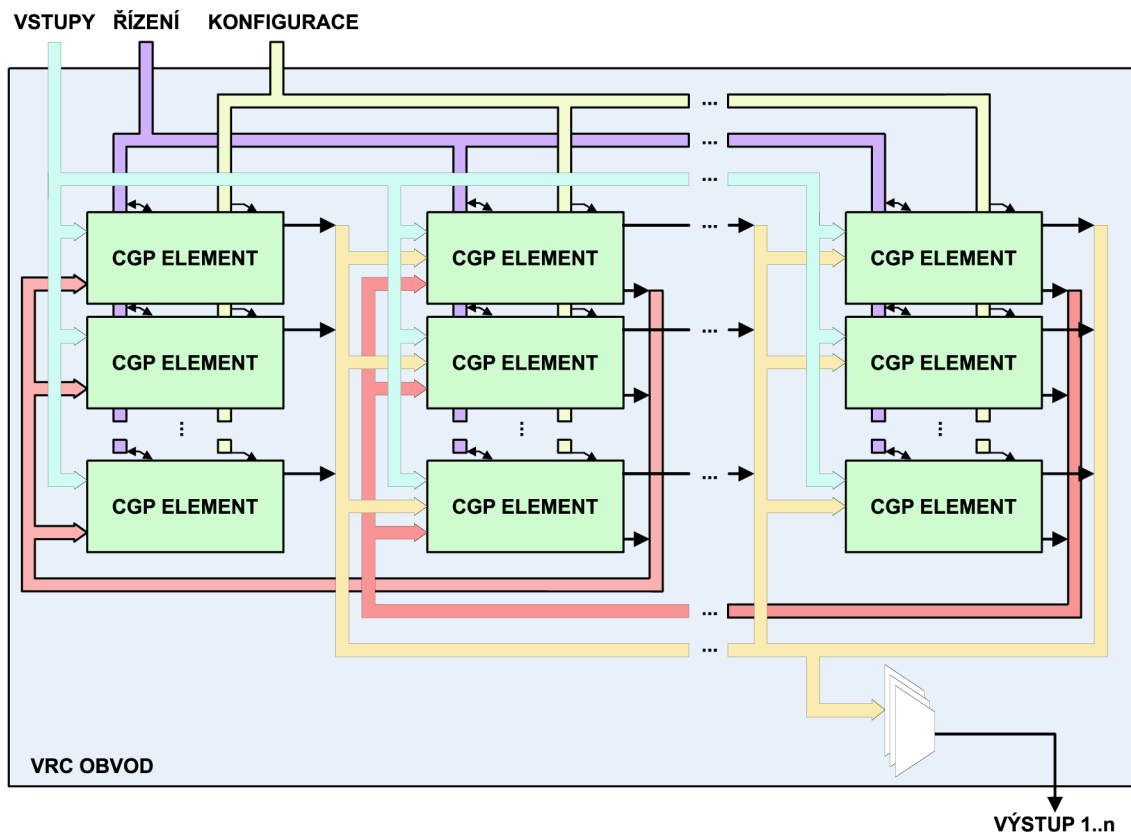 VSTUPY ŘÍZENÍ KONFIGURACE
...
...
...
CGP ELEMENT CGP ELEMENT ... CGP ELEMENT
CGP ELEMENT CGP ELEMENT ... CGP ELEMENT
... ... ...
CGP ELEMENT CGP ELEMENT ... CGP ELEMENT
...
...
VRC OBVOD
VÝSTUP 1..n